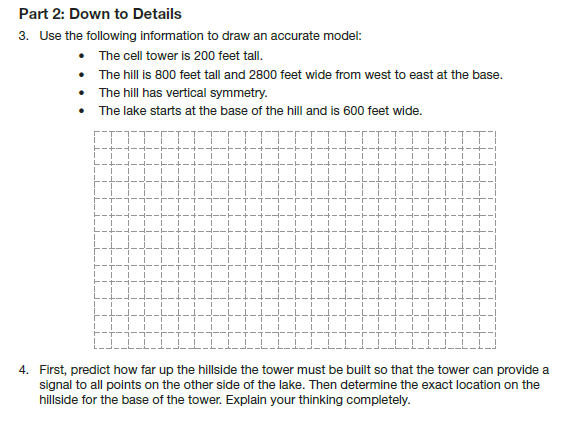 Part 2: Down to Details
3. Use the following information to draw an accurate model:
• The cell tower is 200 feet tall.
• The hill is 800 feet tall and 2800 feet wide from west to east at the base.
• The hill has vertical symmetry.
• The lake starts at the base of the hill and is 600 feet wide.
4. First, predict how far up the hillside the tower must be built so that the tower can provide a
signal to all points on the other side of the lake. Then determine the exact location on the
hillside for the base of the tower. Explain your thinking completely.